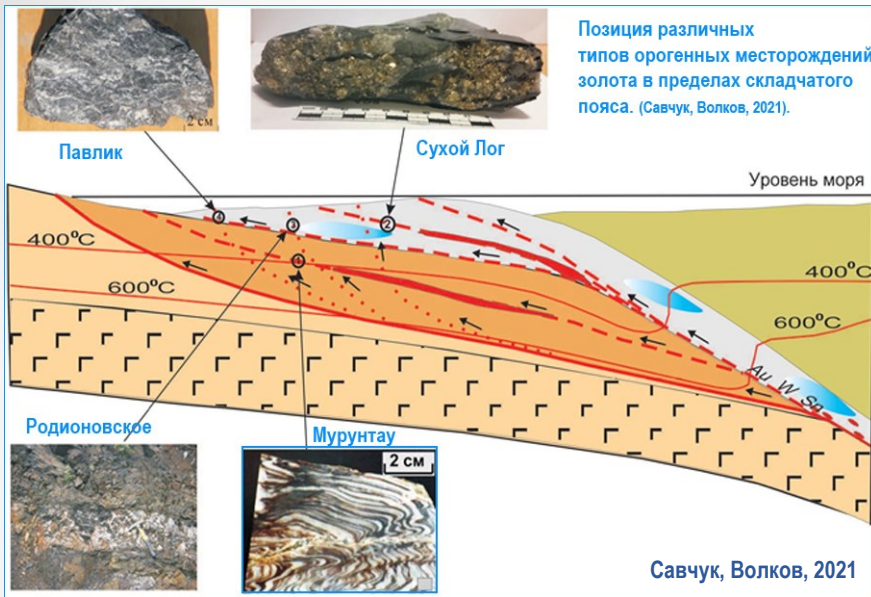 Позиция различных
типов орогенных месторождений
золота в пределах складчатого
пояса. (Савчук, Волков, 2021).
2 см
Павлик
Сухой Лог
Уровень моря
4
3
2
1
400°C
400°C
600°C
600°C
Au W Sn
Родионовское
Мурунтау
2 см
Савчук, Волков, 2021